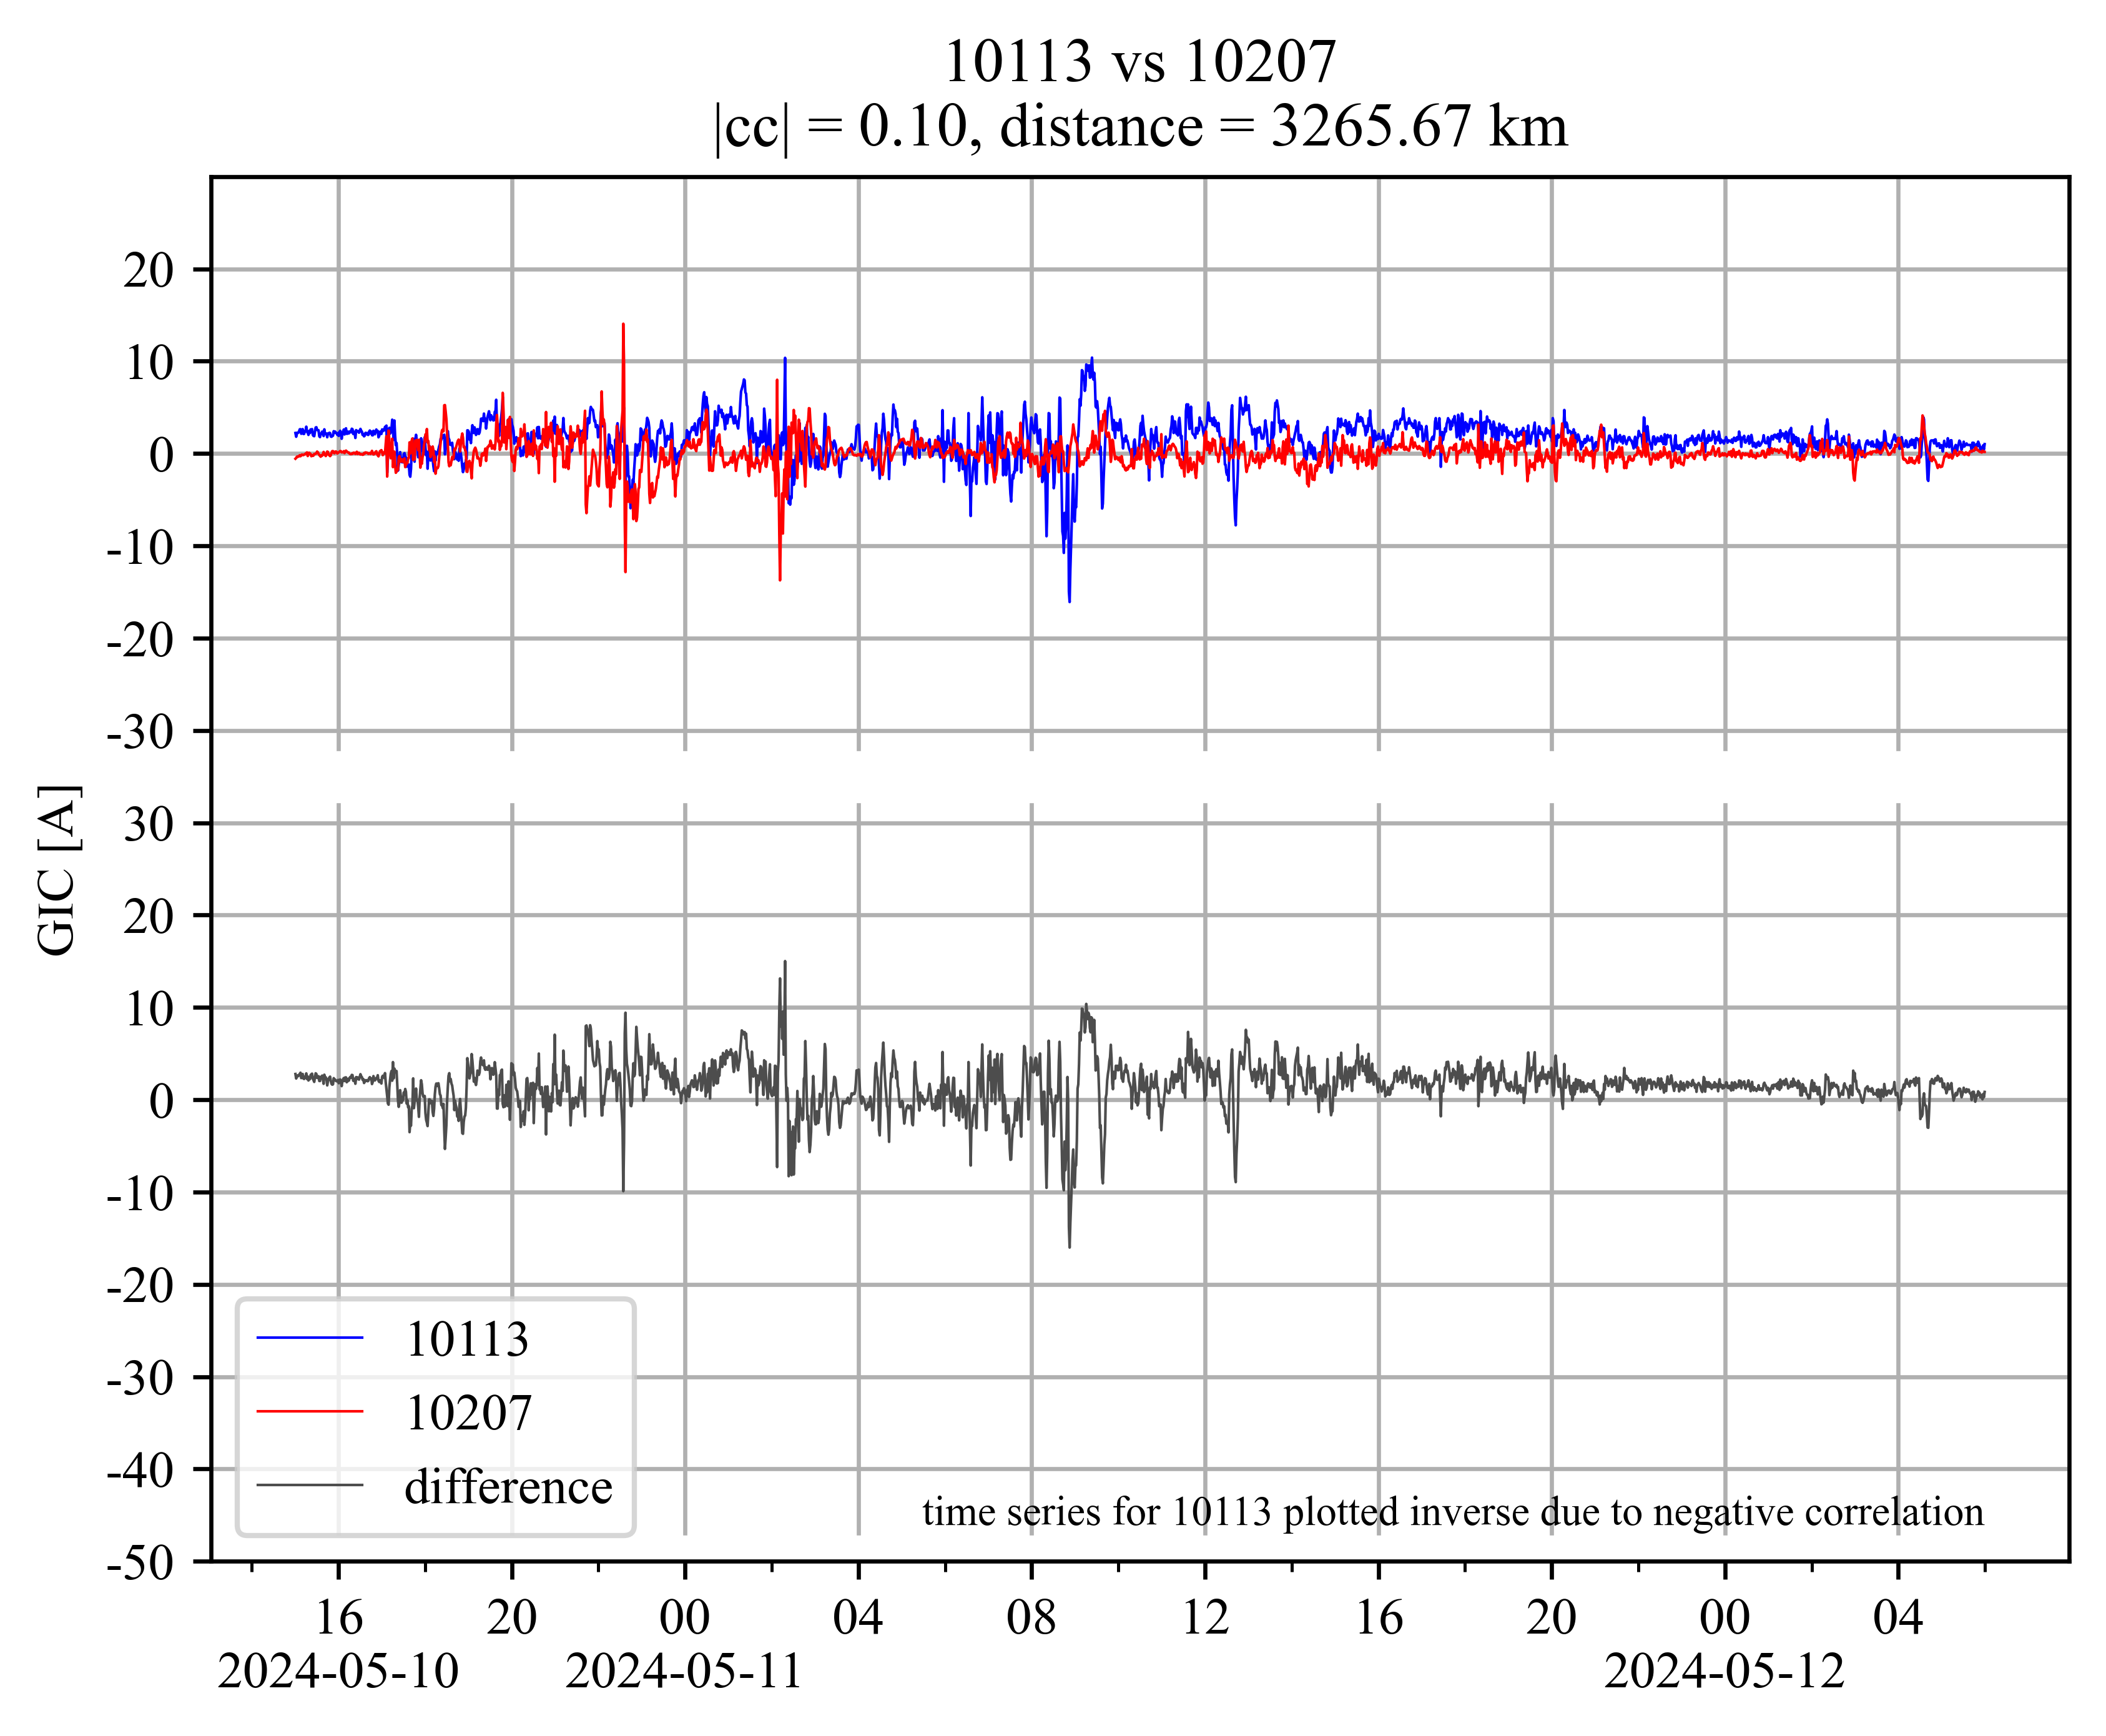 10113 vs 10207
|cc| = 0.10, distance = 3265.67 km
20
10
0
-10
-20
-30
30
20
10
0
-10
-20
-30
-40
-50
GIC [A]
10113
10207
difference
time series for 10113 plotted inverse due to negative correlation
16 20 00 04 08 12 16 20 00 04
2024-05-10 2024-05-11 2024-05-12